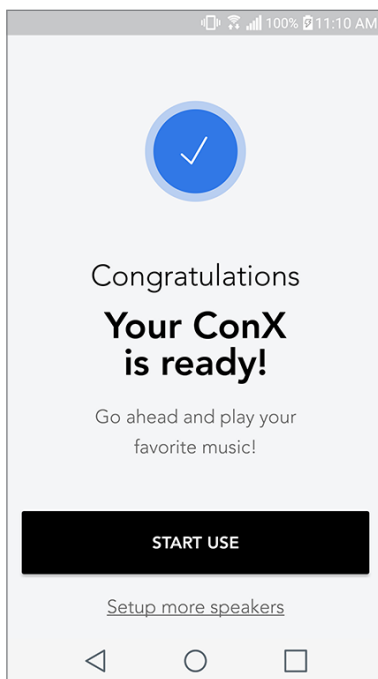 100% 11:10 AM
Congratulations
Your ConX
is ready!
Go ahead and play your
favorite music!
START USE
Setup more speakers